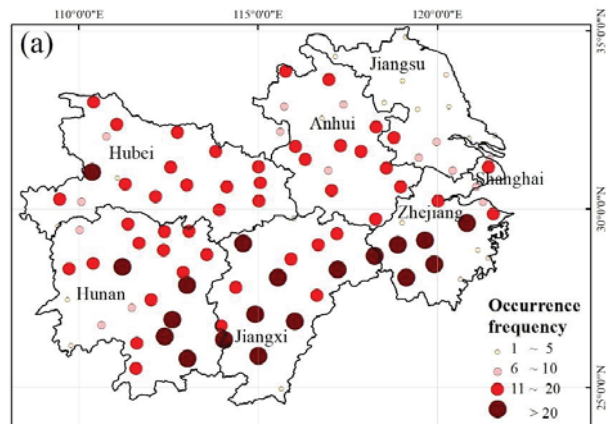 110°0'0"E 115°0'0"E 120°0'0"E
(a)
35°0'0"N
Jiangsu
Anhui
Hubei
Shanghai
30°0'0"N
Zhejiang
Hunan
Jiangxi
25°0'0"N
Occurrence
frequency
1 ~ 5
6 ~ 10
11 ~ 20
> 20